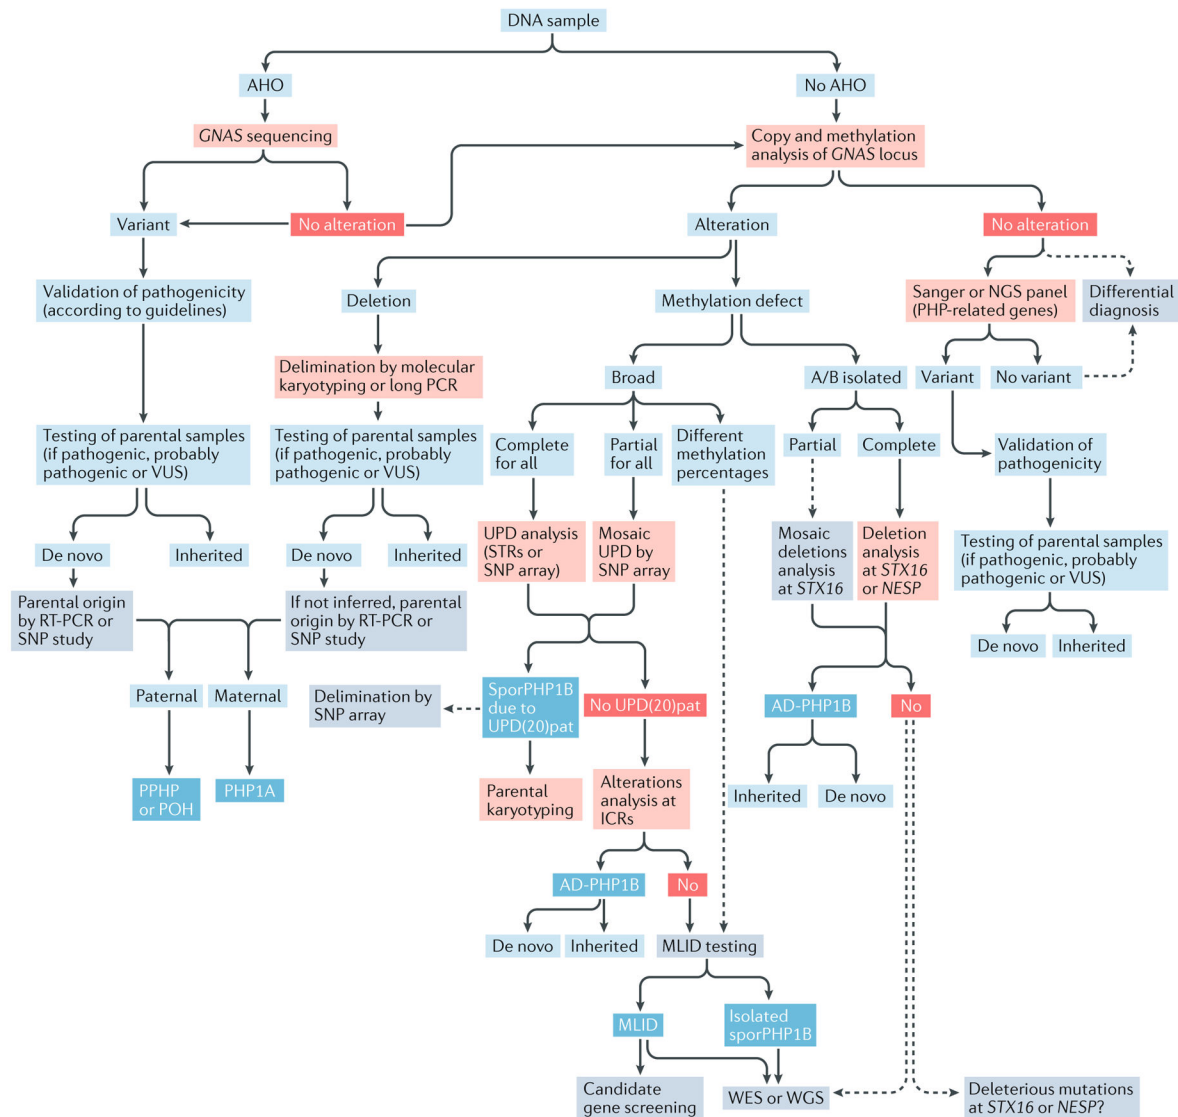 DNA sample
AHO
No AHO
GNAS sequencing
Copy and methylation
analysis of GNAS locus
Variant
No alteration
Alteration
No alteration
Validation of pathogenicity
(according to guidelines)
Deletion
Methylation defect
Sanger or NGS panel
(PHP-related genes)
Differential
diagnosis
Delimination by molecular
karyotyping or long PCR
Broad
A/B isolated
Variant
No variant
Testing of parental samples
(if pathogenic, probably
pathogenic or VUS)
Testing of parental samples
(if pathogenic, probably
pathogenic or VUS)
Complete
for all
Partial
for all
Different
methylation
percentages
Partial
Complete
Validation of
pathogenicity
De novo
Inherited
De novo
Inherited
UPD analysis
(STRs or
SNP array)
Mosaic
UPD by
SNP array
Mosaic
deletions
analysis
at STX16
Deletion
analysis
at STX16
or NESP
Testing of parental samples
(if pathogenic, probably
pathogenic or VUS)
Parental origin
by RT-PCR or
SNP study
If not inferred, parental
origin by RT-PCR or
SNP study
De novo
Inherited
Paternal
Maternal
Delimination by
SNP array
SporPHP1B
due to
UPD(20)pat
No UPD(20)pat
AD-PHP1B
No
PPHP
or POH
PHP1A
Parental
karyotyping
Alterations
analysis at
ICRs
Inherited
De novo
AD-PHP1B
No
De novo
Inherited
MLID testing
MLID
Isolated
sporPHP1B
Candidate
gene screening
WES or WGS
Deleterious mutations
at STX16 or NESP?